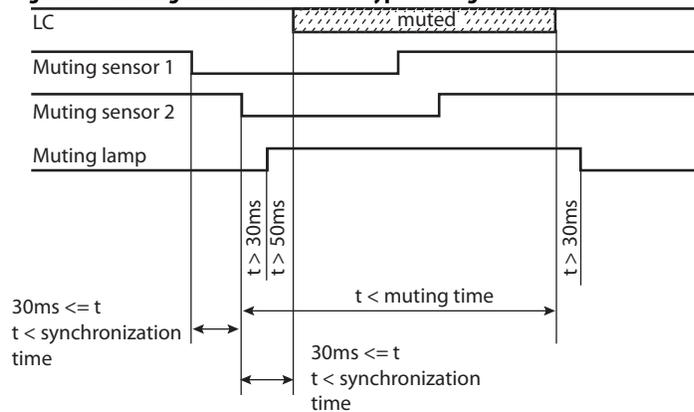 LC
muted
Muting sensor 1
Muting sensor 2
Muting lamp
t > 30ms
t > 50ms
t > 30ms
t < muting time
30ms <= t
t < synchronization
time
30ms <= t
t < synchronization
time